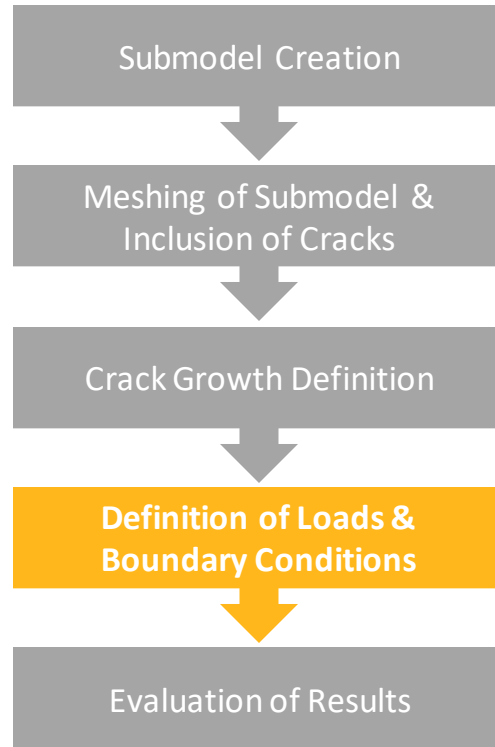 Submodel Creation
Meshing of Submodel &
Inclusion of Cracks
Crack Growth Definition
Definition of Loads &
Boundary Conditions
Evaluation of Results